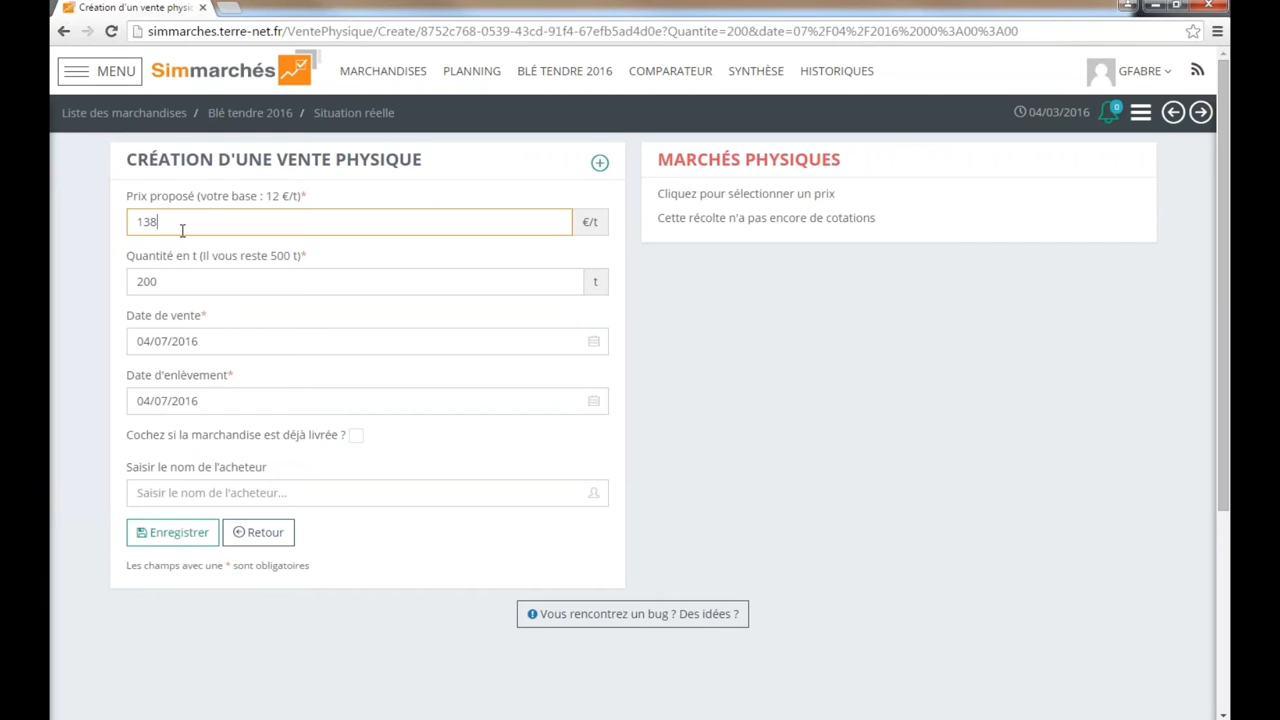 Création d'un vente physic
simmarches.terre-net.fr/VentePhysique/Create/8752c768-0539-4-cd-91f4-67efb5ad4d0e?Quantite=200&date=07%2F04%2F2016%2000%3A00%3A00
MENU Simmarchés MARCHANDISES PLANNING BLÉ TENDRE 2016 COMPARATEUR SYNTHÈSE HISTORIQUES GFABRE
Liste des marchandises / Blé tendre 2016 / Situation réelle 04/03/2016 0
CRÉATION D'UNE VENTE PHYSIQUE
Prix proposé (votre base : 12 €/t)*
138 €/t
Quantité en t (Il vous reste 500 t)*
200 t
Date de vente*
04/07/2016
Date d'enlèvement*
04/07/2016
Cochez si la marchandise est déjà livrée ?
Saisir le nom de l'acheteur
Saisir le nom de l'acheteur...
Enregistrer Retour
Les champs avec une * sont obligatoires
MARCHÉS PHYSIQUES
Cliquez pour sélectionner un prix
Cette récolte n'a pas encore de cotations
Vous rencontrez un bug ? Des idées ?